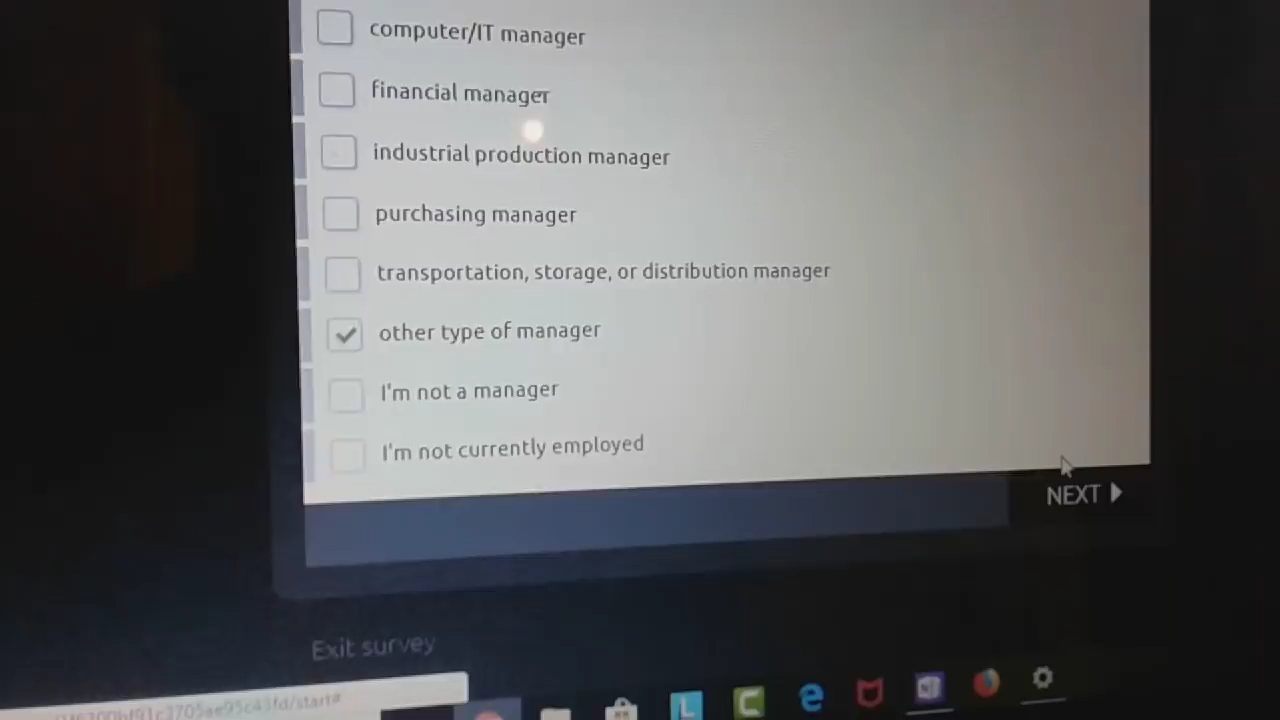 computer/IT manager
financial manager
industrial production manager
purchasing manager
transportation, storage, or distribution manager
other type of manager
I'm not a manager
I'm not currently employed
NEXT
Exit survey
/start#